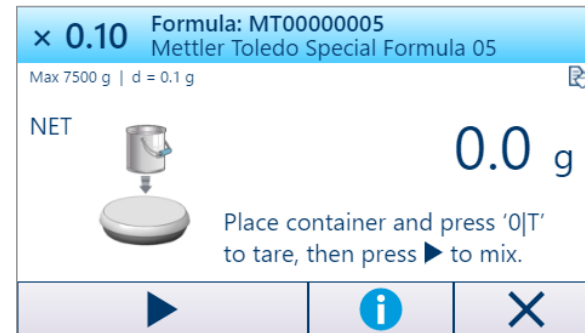 × 0.10
Formula: MT00000005
Mettler Toledo Special Formula 05
Max 7500 g | d = 0.1 g
NET
0.0 g
Place container and press ‘0|T’
to tare, then press ▶ to mix.